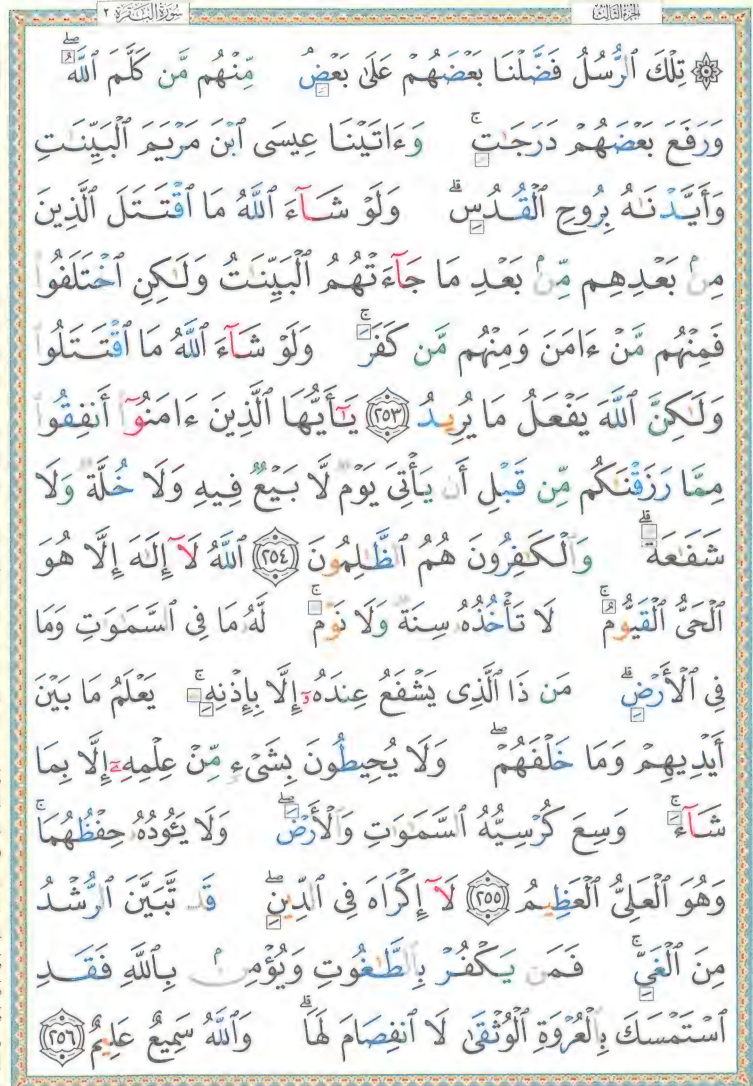 الجزء الثالث
سورة البقرة ٢
۞ تِلْكَ ٱلرُّسُلُ فَضَّلْنَا بَعْضَهُمْ عَلَىٰ بَعْضٍۘ مِّنْهُم مَّن كَلَّمَ ٱللَّهُۖ
وَرَفَعَ بَعْضَهُمْ دَرَجَٰتٍۚ وَءَاتَيْنَا عِيسَى ٱبْنَ مَرْيَمَ ٱلْبَيِّنَٰتِ
وَأَيَّدْنَٰهُ بِرُوحِ ٱلْقُدُسِۗ وَلَوْ شَآءَ ٱللَّهُ مَا ٱقْتَتَلَ ٱلَّذِينَ
مِنۢ بَعْدِهِم مِّنۢ بَعْدِ مَا جَآءَتْهُمُ ٱلْبَيِّنَٰتُ وَلَٰكِنِ ٱخْتَلَفُوا۟
فَمِنْهُم مَّنْ ءَامَنَ وَمِنْهُم مَّن كَفَرَۚ وَلَوْ شَآءَ ٱللَّهُ مَا ٱقْتَتَلُوا۟
وَلَٰكِنَّ ٱللَّهَ يَفْعَلُ مَا يُرِيدُ ٢٥٣ يَٰٓأَيُّهَا ٱلَّذِينَ ءَامَنُوٓا۟ أَنفِقُوا۟
مِمَّا رَزَقْنَٰكُم مِّن قَبْلِ أَن يَأْتِىَ يَوْمٌ لَّا بَيْعٌ فِيهِ وَلَا خُلَّةٌ وَلَا
شَفَٰعَةٌۗ وَٱلْكَٰفِرُونَ هُمُ ٱلظَّٰلِمُونَ ٢٥٤ ٱللَّهُ لَآ إِلَٰهَ إِلَّا هُوَ
ٱلْحَىُّ ٱلْقَيُّومُۚ لَا تَأْخُذُهُۥ سِنَةٌ وَلَا نَوْمٌۚ لَّهُۥ مَا فِى ٱلسَّمَٰوَٰتِ وَمَا
فِى ٱلْأَرْضِۗ مَن ذَا ٱلَّذِى يَشْفَعُ عِندَهُۥٓ إِلَّا بِإِذْنِهِۦۚ يَعْلَمُ مَا بَيْنَ
أَيْدِيهِمْ وَمَا خَلْفَهُمْۖ وَلَا يُحِيطُونَ بِشَىْءٍ مِّنْ عِلْمِهِۦٓ إِلَّا بِمَا
شَآءَۚ وَسِعَ كُرْسِيُّهُ ٱلسَّمَٰوَٰتِ وَٱلْأَرْضَۖ وَلَا يَـُٔودُهُۥ حِفْظُهُمَاۚ
وَهُوَ ٱلْعَلِىُّ ٱلْعَظِيمُ ٢٥٥ لَآ إِكْرَاهَ فِى ٱلدِّينِۖ قَد تَّبَيَّنَ ٱلرُّشْدُ
مِنَ ٱلْغَىِّۚ فَمَن يَكْفُرْ بِٱلطَّٰغُوتِ وَيُؤْمِنۢ بِٱللَّهِ فَقَدِ
ٱسْتَمْسَكَ بِٱلْعُرْوَةِ ٱلْوُثْقَىٰ لَا ٱنفِصَامَ لَهَاۗ وَٱللَّهُ سَمِيعٌ عَلِيمٌ ٢٥٦